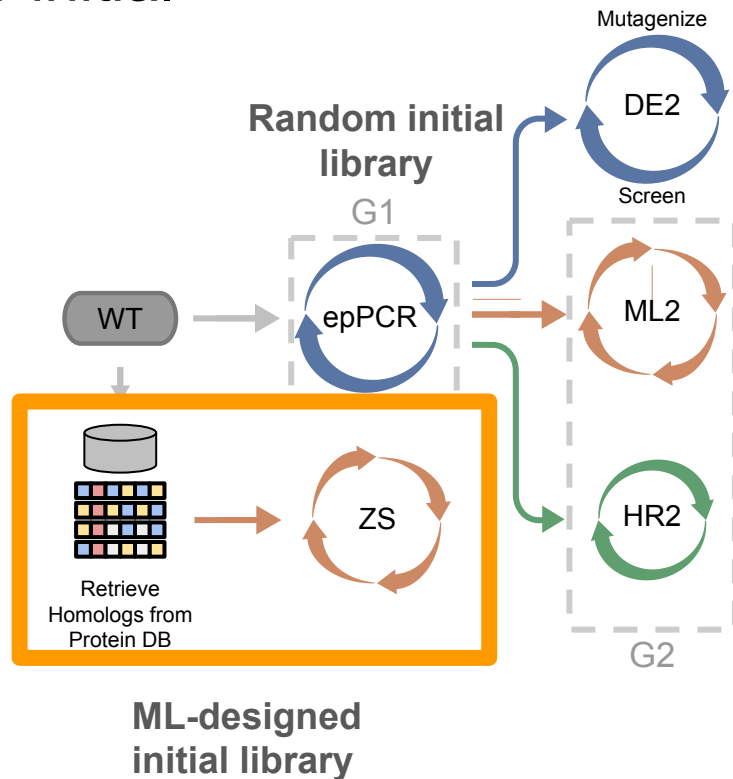 Mutagenize
DE2
Screen
Random initial
library
G1
WT
epPCR
ML2
ZS
HR2
Retrieve
Homologs from
Protein DB
G2
ML-designed
initial library